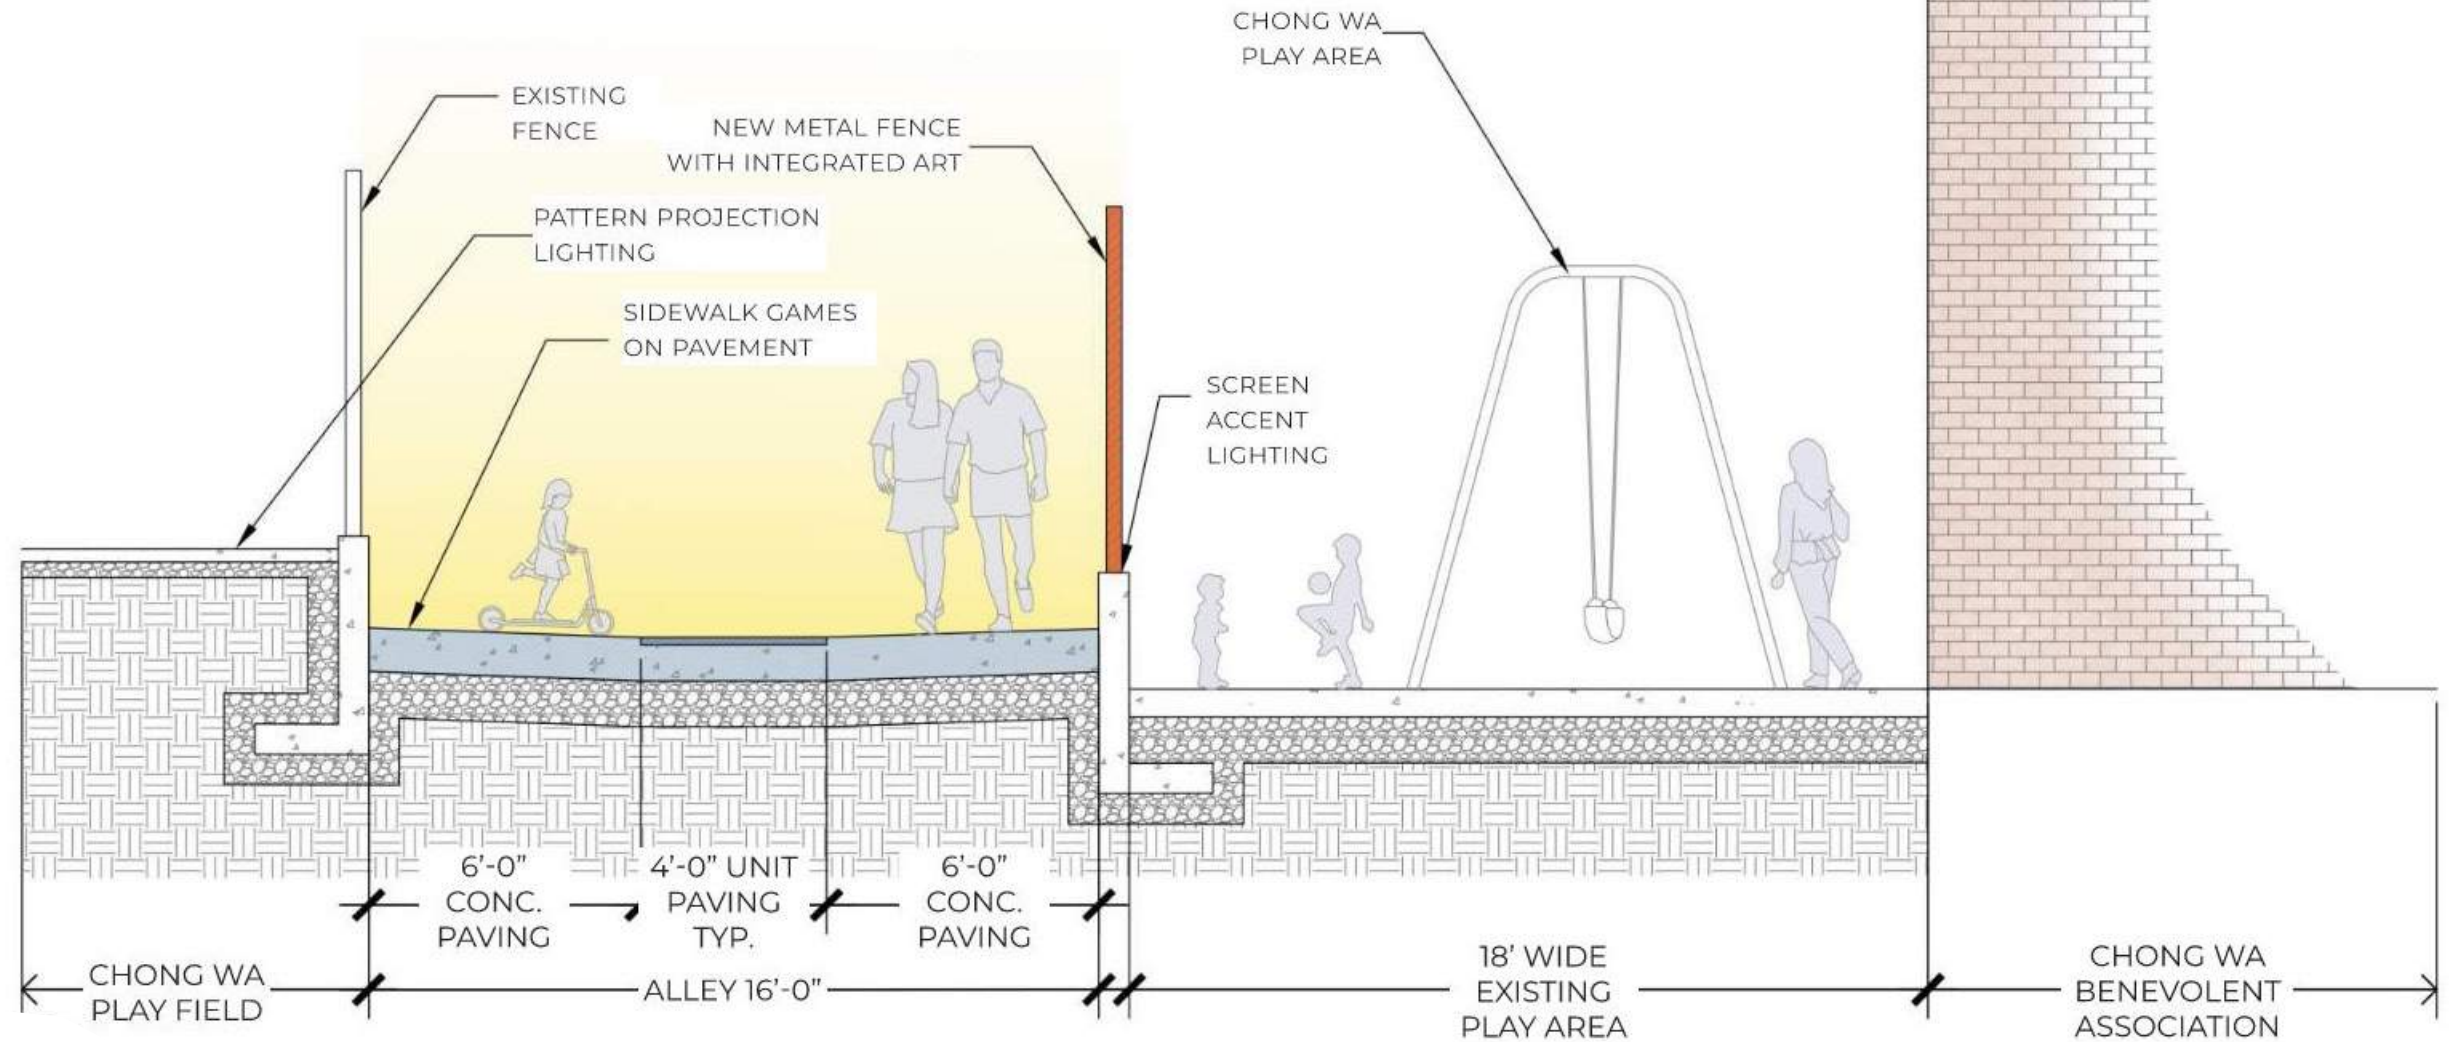 CHONG WA
PLAY AREA
EXISTING
FENCE
NEW METAL FENCE
WITH INTEGRATED ART
PATTERN PROJECTION
LIGHTING
SIDEWALK GAMES
ON PAVEMENT
SCREEN
ACCENT
LIGHTING
6’-0”
CONC.
PAVING
4’-0” UNIT
PAVING
TYP.
6’-0”
CONC.
PAVING
CHONG WA
PLAY FIELD
ALLEY 16’-0”
18’ WIDE
EXISTING
PLAY AREA
CHONG WA
BENEVOLENT
ASSOCIATION